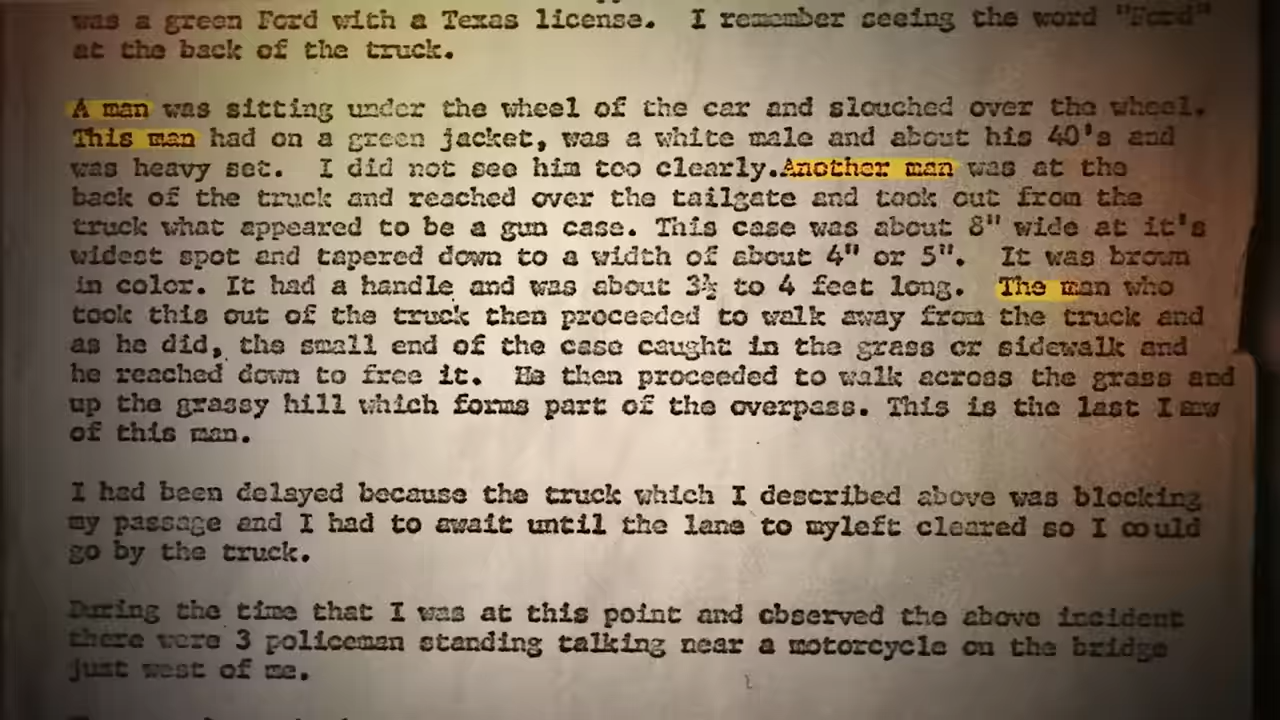 was a green Ford with a Texas license.  I remember seeing the word "Ford"
at the back of the truck.
A man was sitting under the wheel of the car and slouched over the wheel.
This man had on a green jacket, was a white male and about his 40's and
was heavy set.  I did not see him too clearly.Another man was at the
back of the truck and reached over the tailgate and took out from the
truck what appeared to be a gun case. This case was about 8" wide at it's
widest spot and tapered down to a width of about 4" or 5".  It was brown
in color. It had a handle and was about 3½ to 4 feet long.  The man who
took this out of the truck then proceeded to walk away from the truck and
as he did, the small end of the case caught in the grass or sidewalk and
he reached down to free it.  He then proceeded to walk across the grass and
up the grassy hill which forms part of the overpass. This is the last I saw
of this man.
I had been delayed because the truck which I described above was blocking
my passage and I had to await until the lane to myleft cleared so I could
go by the truck.
During the time that I was at this point and observed the above incident
there were 3 policeman standing talking near a motorcycle on the bridge
just west of me.